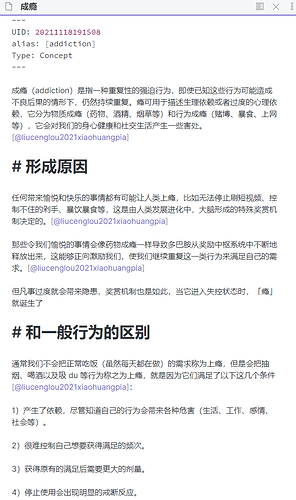 成瘾
---
UID: 20211118191508
alias: [addiction]
Type: Concept
---
成瘾（addiction）是指一种重复性的强迫行为，即使已知这些行为可能造成
不良后果的情形下，仍然持续重复。瘾可用于描述生理依赖或者过度的心理依
赖，它分为物质成瘾（药物、酒精、烟草等）和行为成瘾（赌博、暴食、上网
等），它会对我们的身心健康和社交生活产生一些害处。
[@liucenglou2021xiaohuangpia]
# 形成原因
任何带来愉悦和快乐的事情都有可能让人类上瘾，比如无法停止刷短视频、控
制不住的剁手、暴饮暴食等，这是由人类发展进化中，大脑形成的特殊奖赏机
制决定的。[@liucenglou2021xiaohuangpia]
那些令我们愉悦的事情会像药物成瘾一样导致多巴胺从奖励中枢系统中不断地
释放出来，这能够正向激励我们，使我们继续重复这一类行为来满足自己的需
求。[@liucenglou2021xiaohuangpia]
但凡事过度就会带来隐患，奖赏机制也是如此，当它进入失控状态时，「瘾」
就诞生了
# 和一般行为的区别
通常我们不会把正常吃饭（虽然每天都在做）的需求称为上瘾，但是会把抽
烟、喝酒以及吸 du 等行为称之为上瘾，就是因为它们满足了以下这几个条件
[@liucenglou2021xiaohuangpia]:
1）产生了依赖，尽管知道自己的行为会带来各种危害（生活、工作、感情、
社会等）。
2）很难控制自己想要获得满足的频次。
3）获得原有的满足后需要更大的剂量。
4）停止使用会出现明显的戒断反应。